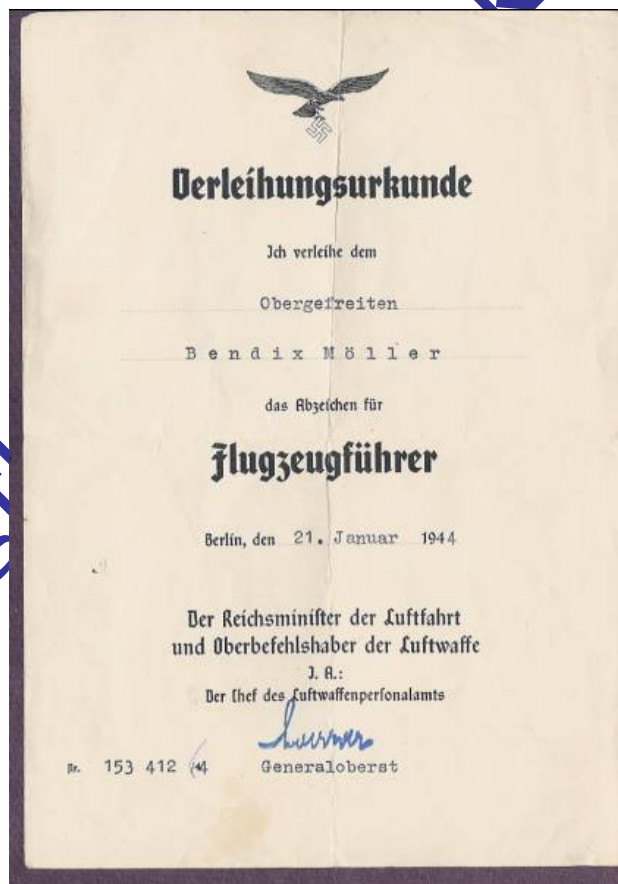 Verleihungsurkunde
Ich verleihe dem
Obergefreiten
Bendix Möller
das Abzeichen für
Flugzeugführer
Berlin, den 21. Januar 1944
Der Reichsminister der Luftfahrt
und Oberbefehlshaber der Luftwaffe
J. A.:
Der Chef des Luftwaffenpersonalamts
Nr. 153 412 /44 Generaloberst